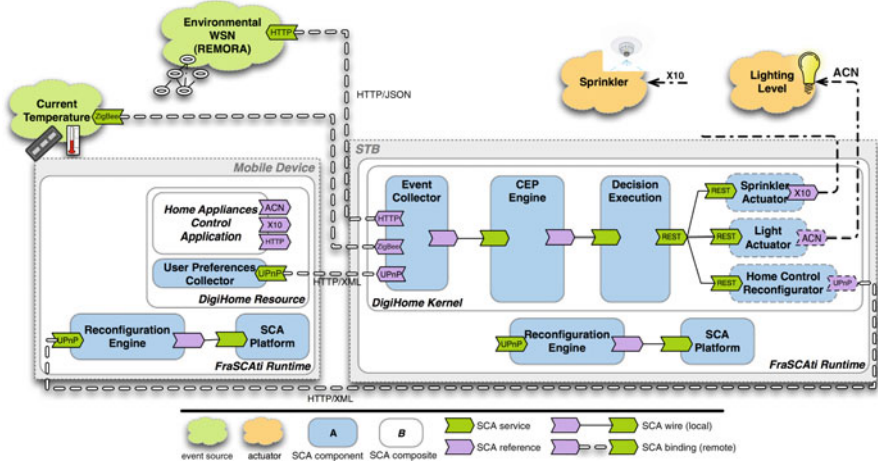 Environmental
WSN
(REMORA)
HTTP
HTTP/JSON
Current
Temperature
ZigBee
Sprinkler
X10
Lighting
Level
ACN
Mobile Device
Home Appliances
Control
Application
ACN
X10
HTTP
User Preferences
Collector
UPnP
DigiHome Resource
HTTP/XML
UPnP
Reconfiguration
Engine
SCA
Platform
FraSCAti Runtime
STB
Event
Collector
HTTP
ZigBee
UPnP
CEP
Engine
Decision
Execution
REST
REST
Sprinkler
Actuator
X10
REST
Light
Actuator
ACN
REST
Home Control
Reconfigurator
UPnP
DigiHome Kernel
UPnP
Reconfiguration
Engine
SCA
Platform
FraSCAti Runtime
HTTP/XML
event source
actuator
A
SCA component
B
SCA composite
SCA service
SCA reference
SCA wire (local)
SCA binding (remote)